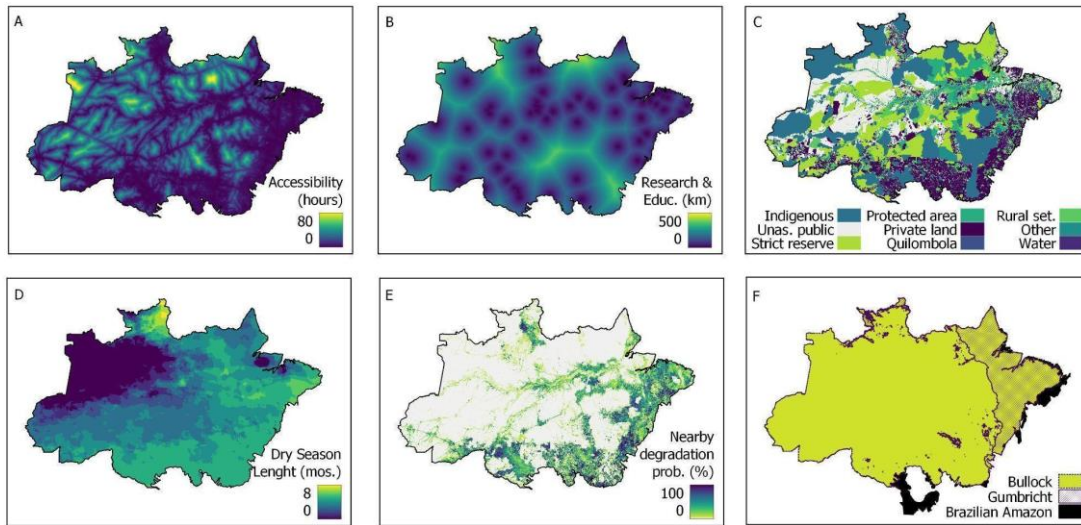 A
Accessibility
(hours)
80
0
B
Research &
Educ. (km)
500
0
C
Indigenous
Unas. public
Strict reserve
Protected area
Private land
Quilombola
Rural set.
Other
Water
D
Dry Season
Lenght (mos.)
8
0
E
Nearby
degradation
prob. (%)
100
0
F
Bullock
Gumbricht
Brazilian Amazon